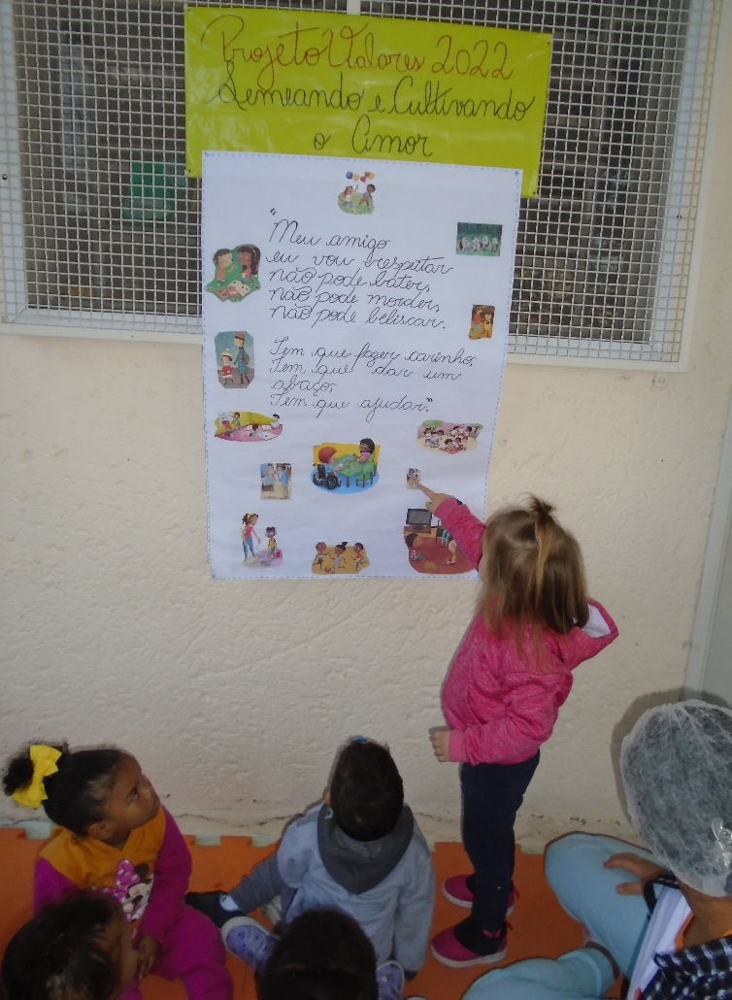 Projeto Valores 2022
Semeando e Cultivando
o Amor
"Meu amigo
eu vou respeitar
não pode bater,
não pode morder,
não pode beliscar.
Tem que fazer carinho,
Tem que dar um
abraço,
Tem que ajudar."